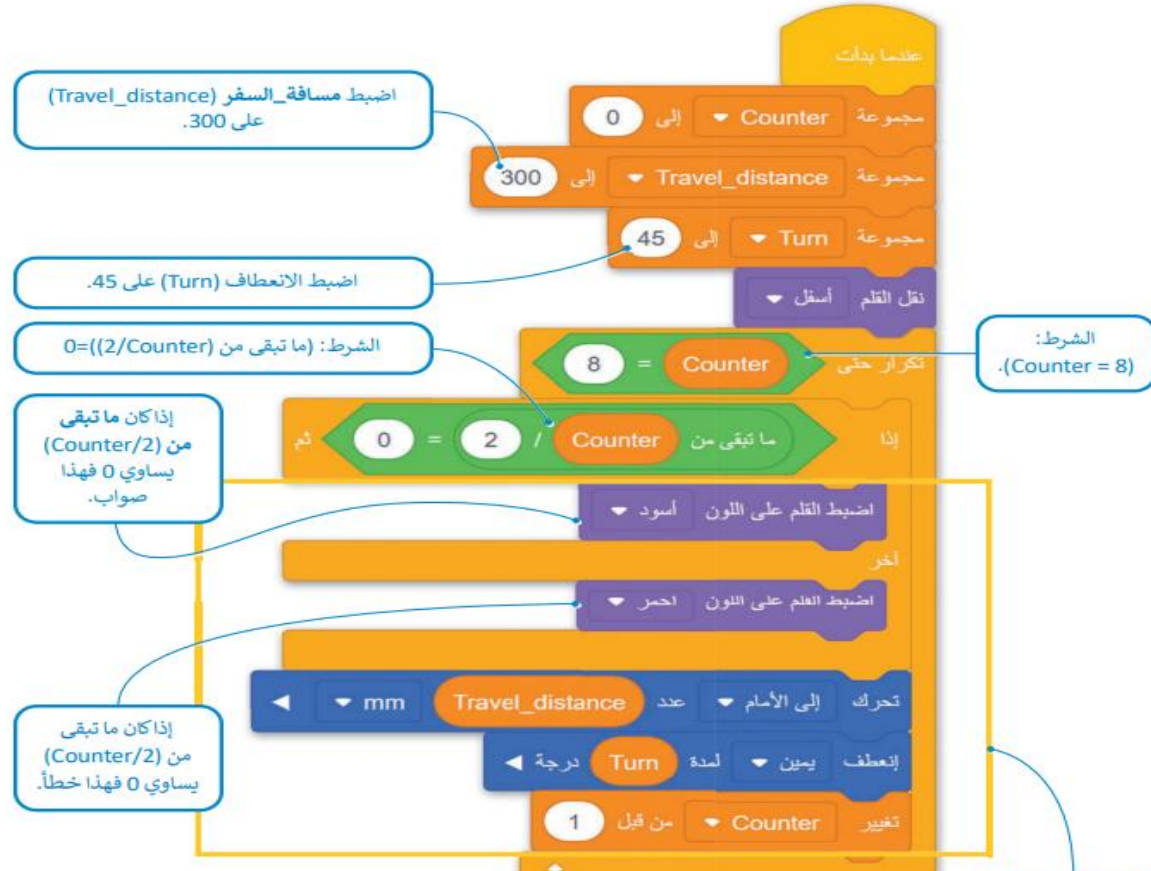 عندما بدأت
مجموعة Counter إلى 0
مجموعة Travel_distance إلى 300
مجموعة Turn إلى 45
نقل القلم أسفل
تكرار حتى Counter = 8
إذا ما تبقى من Counter / 2 = 0 ثم
اضبط القلم على اللون أسود
آخر
اضبط القلم على اللون احمر
تحرك إلى الأمام عدد Travel_distance mm
إنعطف يمين لمدة Turn درجة
تغيير Counter من قبل 1
اضبط مسافة_السفر (Travel_distance)
على 300.
اضبط الانعطاف (Turn) على 45.
الشرط: (ما تبقى من (Counter/2))=0
الشرط:
(Counter = 8).
إذا كان ما تبقى
من (Counter/2)
يساوي 0 فهذا
صواب.
إذا كان ما تبقى
من (Counter/2)
يساوي 0 فهذا خطأ.